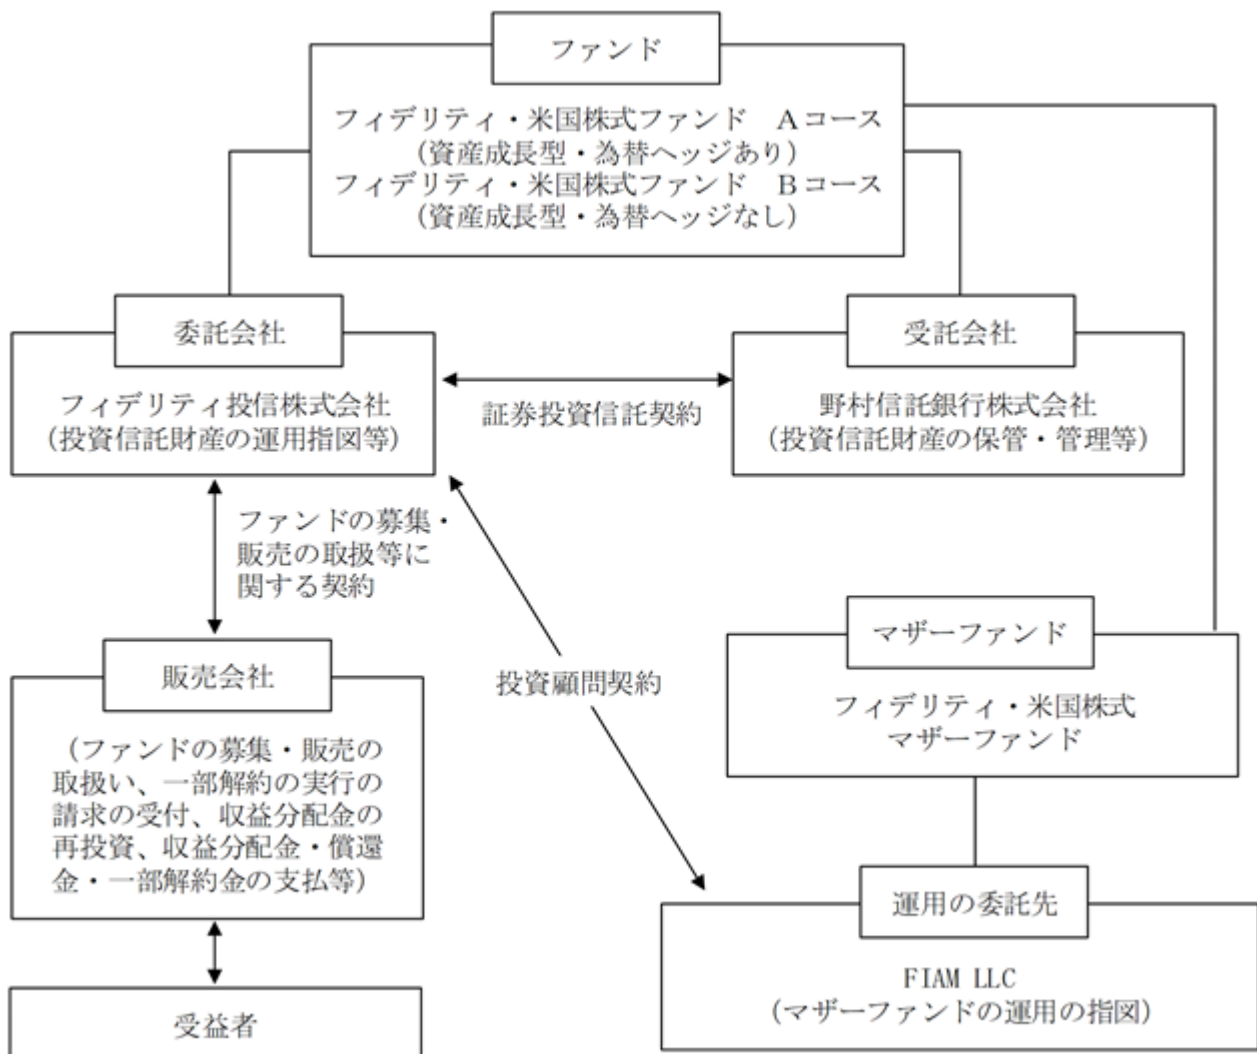 ファンド
フィデリティ・米国株式ファンド Aコース
（資産成長型・為替ヘッジあり）
フィデリティ・米国株式ファンド Bコース
（資産成長型・為替ヘッジなし）
委託会社
フィデリティ投信株式会社
（投資信託財産の運用指図等）
証券投資信託契約
受託会社
野村信託銀行株式会社
（投資信託財産の保管・管理等）
ファンドの募集・
販売の取扱等に
関する契約
投資顧問契約
マザーファンド
フィデリティ・米国株式
マザーファンド
販売会社
（ファンドの募集・販売の
取扱い、一部解約の実行の
請求の受付、収益分配金の
再投資、収益分配金・償還
金・一部解約金の支払等）
運用の委託先
FIAM LLC
（マザーファンドの運用の指図）
受益者